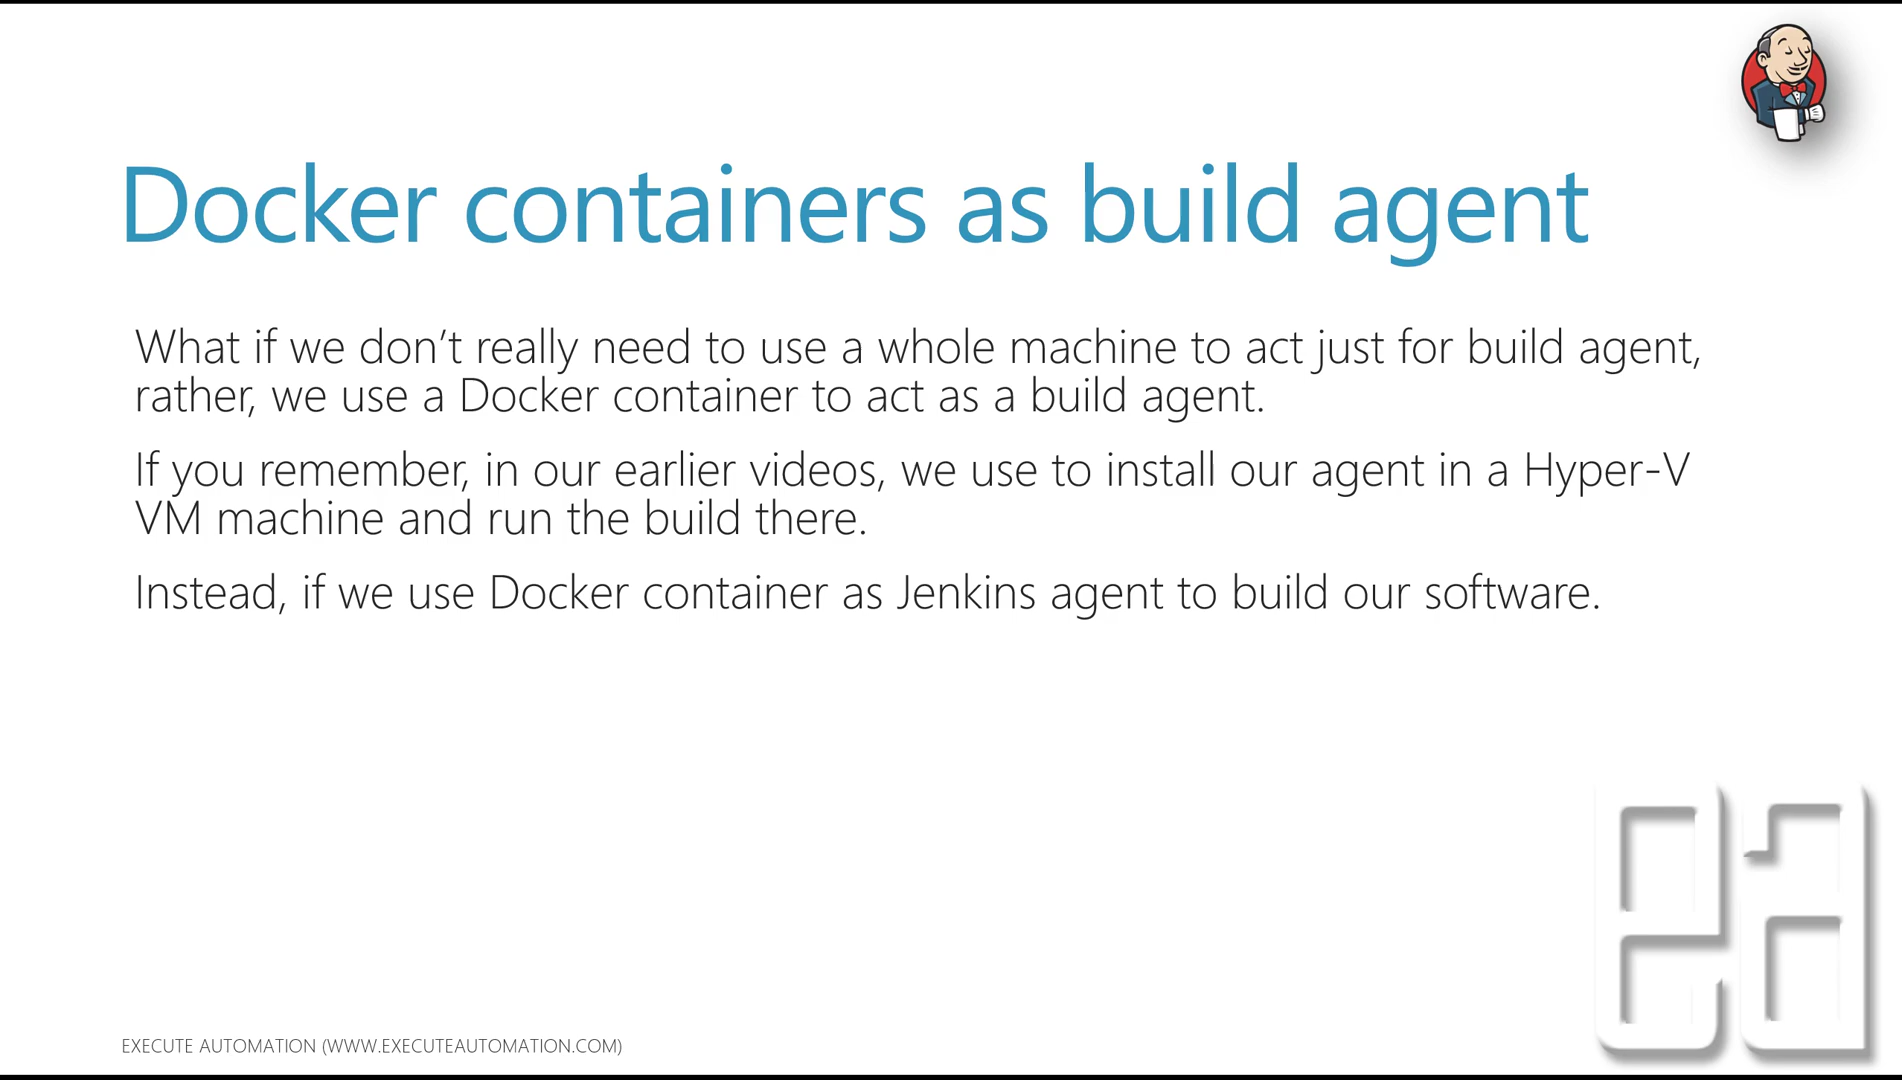 Docker containers as build agent
What if we don’t really need to use a whole machine to act just for build agent,
rather, we use a Docker container to act as a build agent.
If you remember, in our earlier videos, we use to install our agent in a Hyper-V
VM machine and run the build there.
Instead, if we use Docker container as Jenkins agent to build our software.
ea
EXECUTE AUTOMATION (WWW.EXECUTEAUTOMATION.COM)